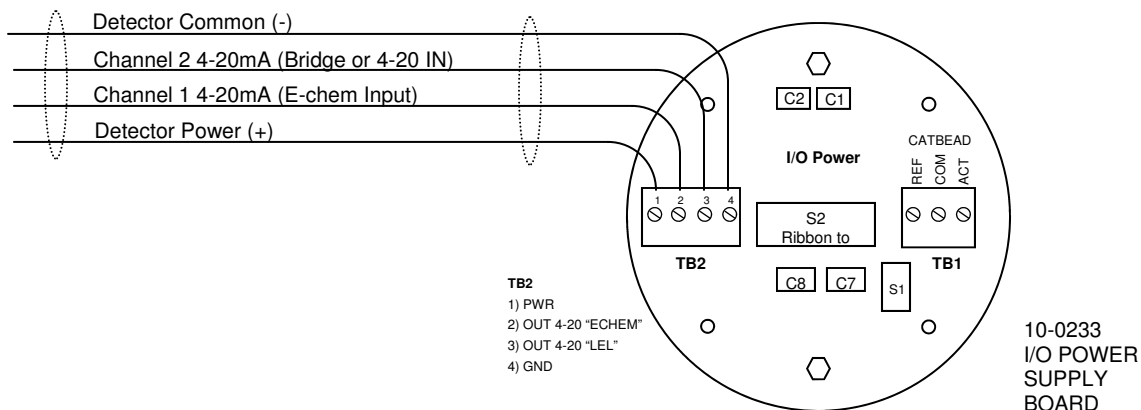 Detector Common (-)
Channel 2 4-20mA (Bridge or 4-20 IN)
Channel 1 4-20mA (E-chem Input)
Detector Power (+)
C2 C1
I/O Power
CATBEAD
REF
COM
ACT
1 2 3 4
S2
Ribbon to
TB2
TB1
C8 C7 S1
TB2
1) PWR
2) OUT 4-20 “ECHEM”
3) OUT 4-20 “LEL”
4) GND
10-0233
I/O POWER
SUPPLY
BOARD